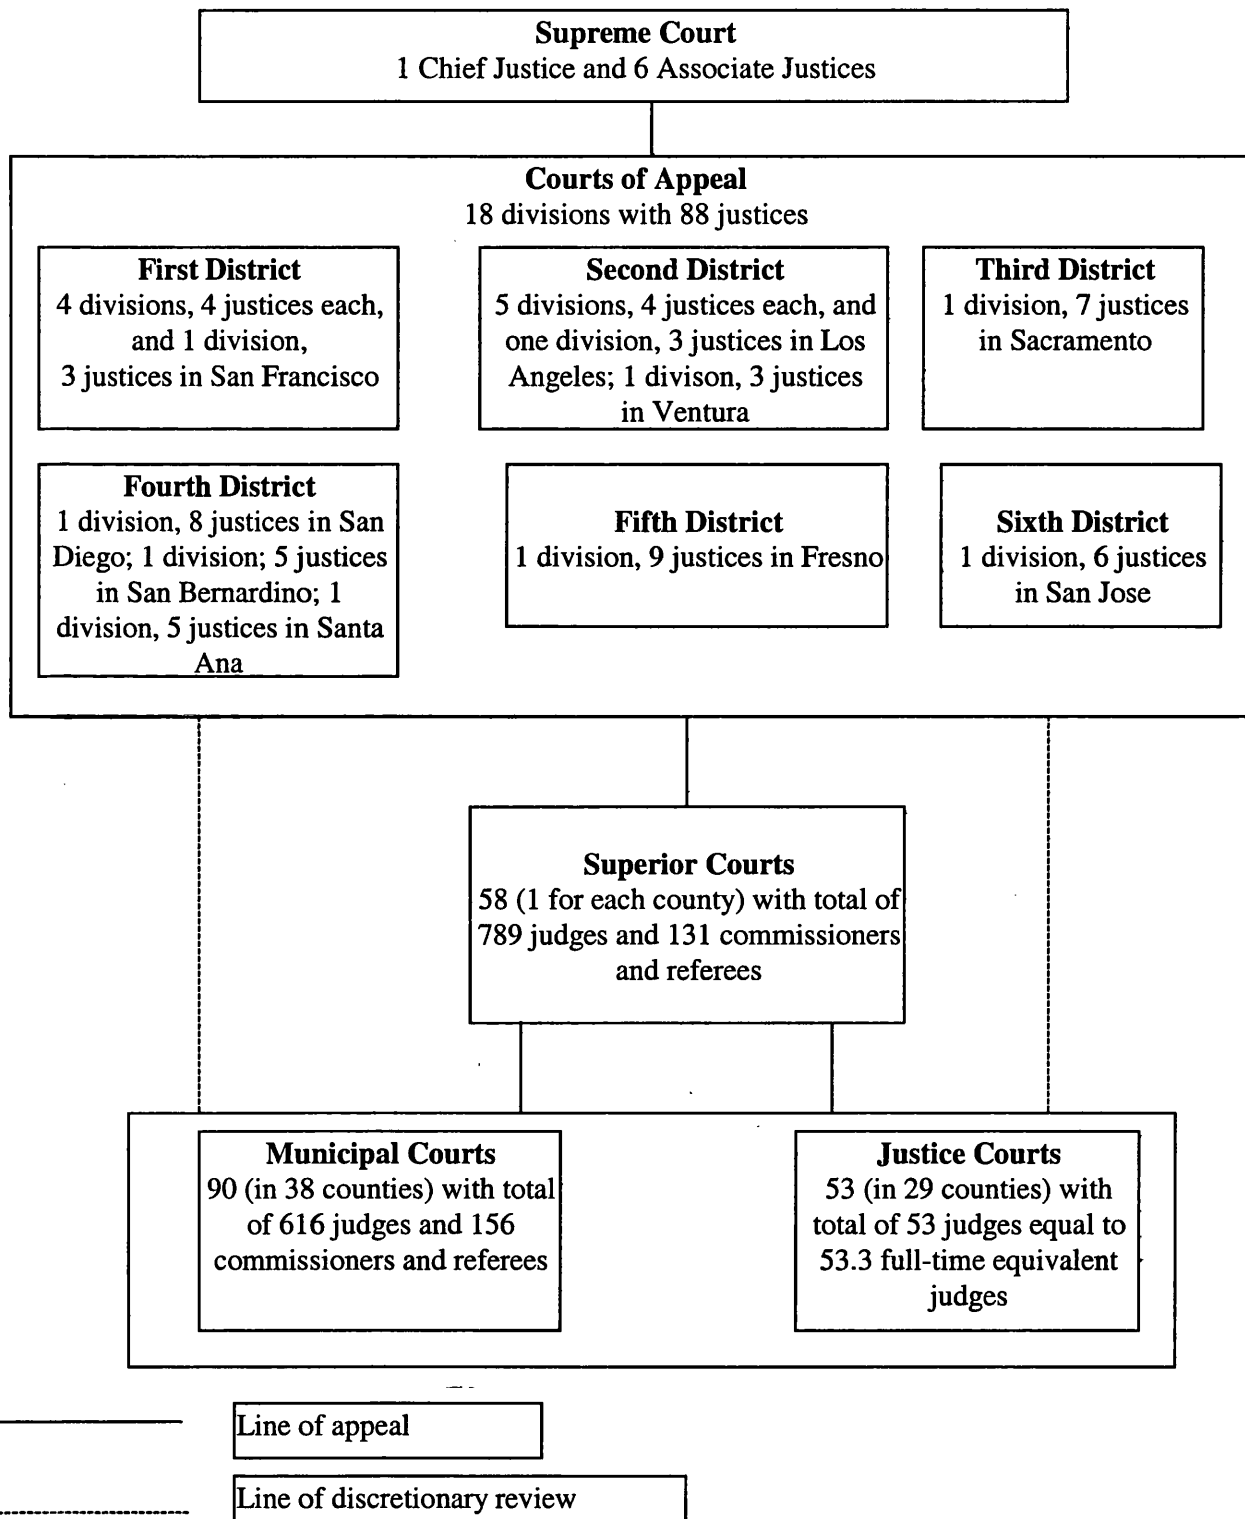 Supreme Court
1 Chief Justice and 6 Associate Justices
Courts of Appeal
18 divisions with 88 justices
First District
4 divisions, 4 justices each,
and 1 division,
3 justices in San Francisco
Second District
5 divisions, 4 justices each, and
one division, 3 justices in Los
Angeles; 1 divison, 3 justices
in Ventura
Third District
1 division, 7 justices
in Sacramento
Fourth District
1 division, 8 justices in San
Diego; 1 division; 5 justices
in San Bernardino; 1
division, 5 justices in Santa
Ana
Fifth District
1 division, 9 justices in Fresno
Sixth District
1 division, 6 justices
in San Jose
Superior Courts
58 (1 for each county) with total of
789 judges and 131 commissioners
and referees
Municipal Courts
90 (in 38 counties) with total
of 616 judges and 156
commissioners and referees
Justice Courts
53 (in 29 counties) with
total of 53 judges equal to
53.3 full-time equivalent
judges
Line of appeal
Line of discretionary review